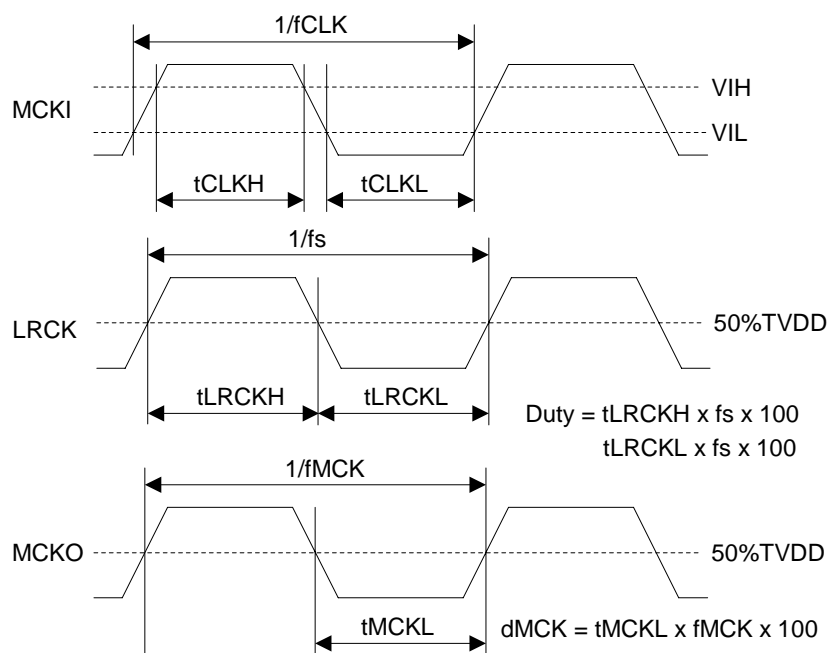 1/fCLK
MCKI
VIH
VIL
tCLKH
tCLKL
1/fs
LRCK
50%TVDD
tLRCKH
tLRCKL
Duty = tLRCKH x fs x 100
tLRCKL x fs x 100
1/fMCK
MCKO
50%TVDD
tMCKL
dMCK = tMCKL x fMCK x 100